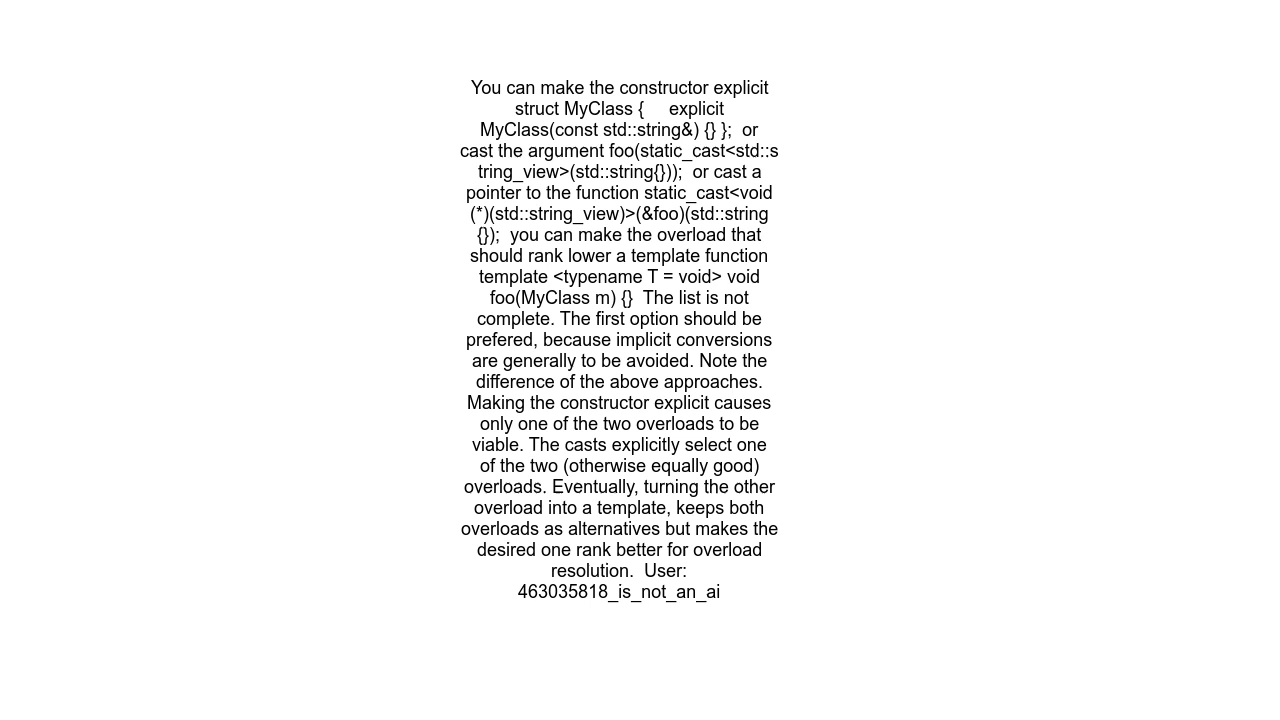 You can make the constructor explicit
struct MyClass {     explicit
MyClass(const std::string&) {} };  or
cast the argument foo(static_cast<std::s
tring_view>(std::string{}));  or cast a
pointer to the function static_cast<void
(*)(std::string_view)>(&foo)(std::string
{});  you can make the overload that
should rank lower a template function
template <typename T = void> void
foo(MyClass m) {}  The list is not
complete. The first option should be
prefered, because implicit conversions
are generally to be avoided. Note the
difference of the above approaches.
Making the constructor explicit causes
only one of the two overloads to be
viable. The casts explicitly select one
of the two (otherwise equally good)
overloads. Eventually, turning the other
overload into a template, keeps both
overloads as alternatives but makes the
desired one rank better for overload
resolution.  User:
463035818_is_not_an_ai